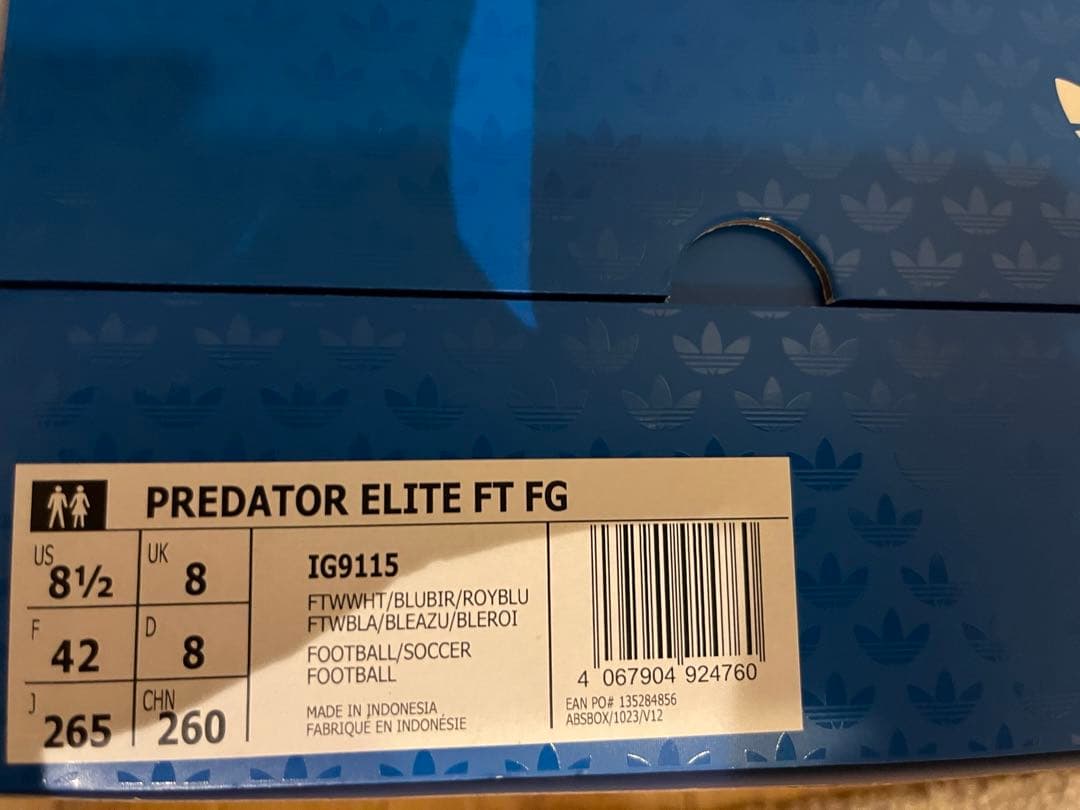 PREDATOR ELITE FT FG
US 8½
UK 8
F 42
D 8
J 265
CHN 260
IG9115
FTWWHT/BLUBIR/ROYBLU
FTWBLA/BLEAZU/BLEROI
FOOTBALL/SOCCER
FOOTBALL
MADE IN INDONESIA
FABRIQUÉ EN INDONÉSIE
4 067904 924760
EAN PO# 135284856
ABSBOX/1023/V12